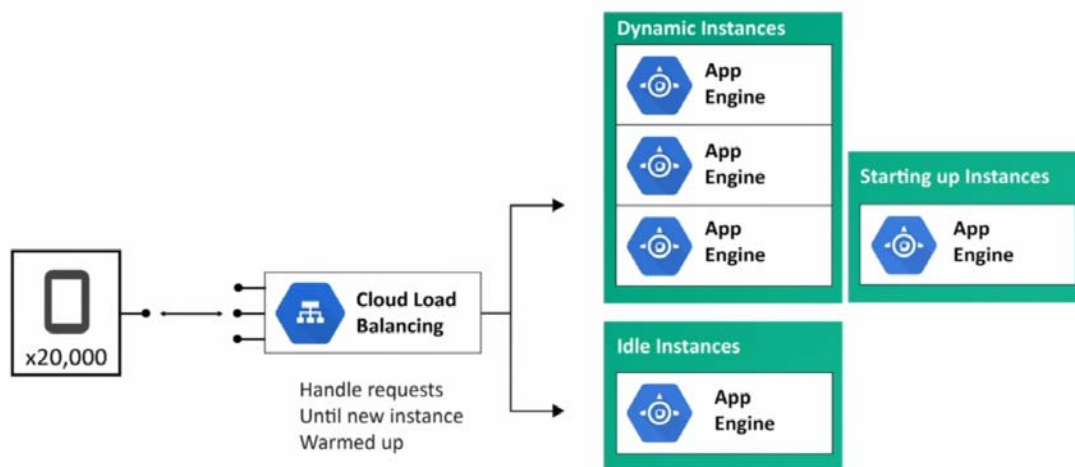 Dynamic Instances
App
Engine
App
Engine
App
Engine
Starting up Instances
App
Engine
x20,000
Cloud Load
Balancing
Handle requests
Until new instance
Warmed up
Idle Instances
App
Engine